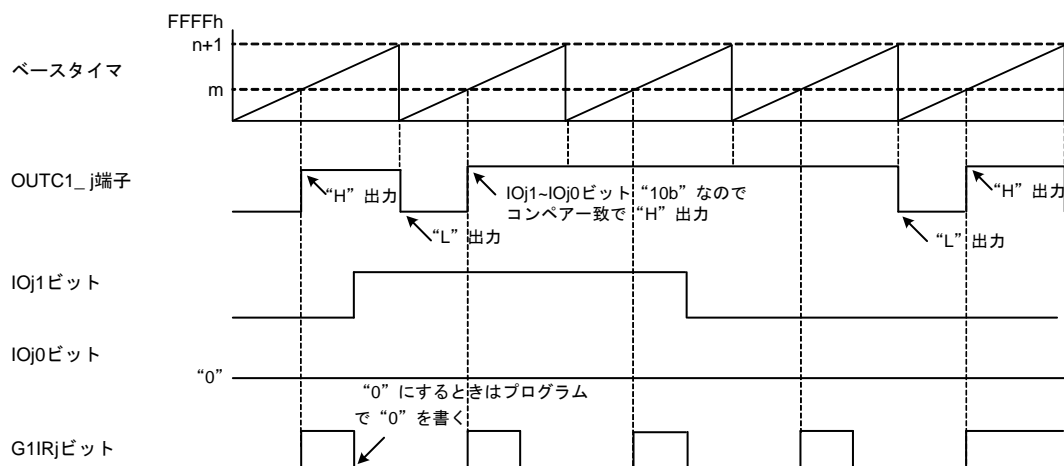 FFFFh
n+1
ベースタイマ
m
OUTC1_ j端子
“H” 出力
IOj1~IOj0ビット “10b” なので
コンペア一致で “H” 出力
“H” 出力
“L” 出力
“L” 出力
IOj1ビット
IOj0ビット
“0”
“0” にするときはプログラム
で “0” を書く
G1IRjビット